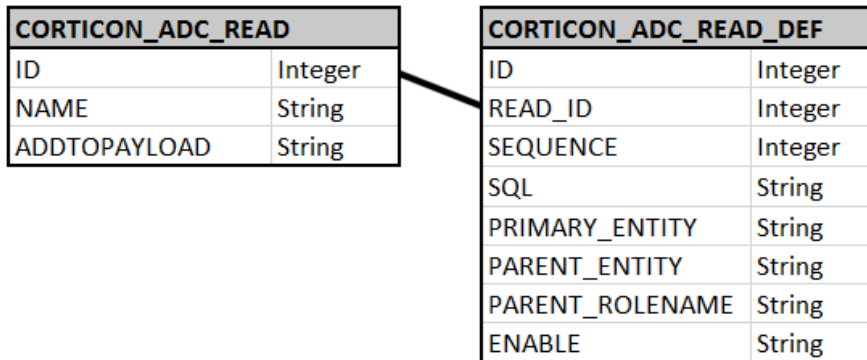 CORTICON_ADC_READ
ID Integer
NAME String
ADDTOPAYLOAD String
CORTICON_ADC_READ_DEF
ID Integer
READ_ID Integer
SEQUENCE Integer
SQL String
PRIMARY_ENTITY String
PARENT_ENTITY String
PARENT_ROLENAME String
ENABLE String